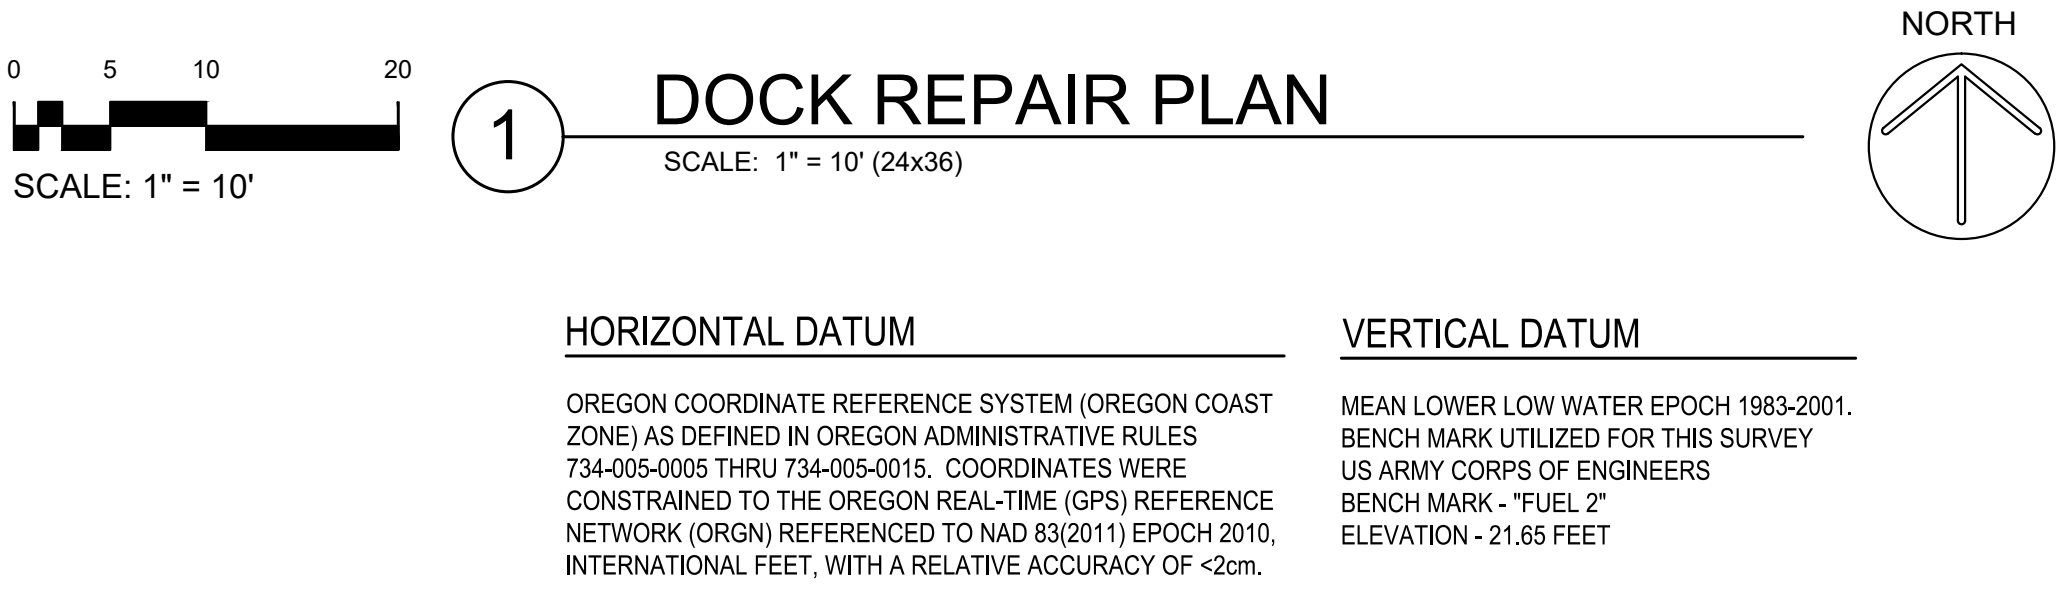 NORTH
0 5 10 20
1
DOCK REPAIR PLAN
SCALE: 1" = 10' (24x36)
SCALE: 1" = 10'
HORIZONTAL DATUM
OREGON COORDINATE REFERENCE SYSTEM (OREGON COAST
ZONE) AS DEFINED IN OREGON ADMINISTRATIVE RULES
734-005-0005 THRU 734-005-0015. COORDINATES WERE
CONSTRAINED TO THE OREGON REAL-TIME (GPS) REFERENCE
NETWORK (ORGN) REFERENCED TO NAD 83(2011) EPOCH 2010,
INTERNATIONAL FEET, WITH A RELATIVE ACCURACY OF <2cm.
VERTICAL DATUM
MEAN LOWER LOW WATER EPOCH 1983-2001.
BENCH MARK UTILIZED FOR THIS SURVEY
US ARMY CORPS OF ENGINEERS
BENCH MARK - "FUEL 2"
ELEVATION - 21.65 FEET